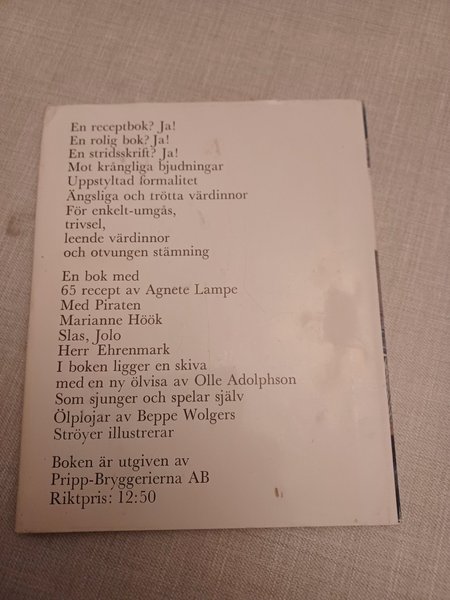 En receptbok? Ja!
En rolig bok? Ja!
En stridsskrift? Ja!
Mot krångliga bjudningar
Uppstyltad formalitet
Ängsliga och trötta värdinnor
För enkelt-umgås,
trivsel,
leende värdinnor
och otvungen stämning
En bok med
65 recept av Agnete Lampe
Med Piraten
Marianne Höök
Slas, Jolo
Herr Ehrenmark
I boken ligger en skiva
med en ny ölvisa av Olle Adolphson
Som sjunger och spelar själv
Ölplojar av Beppe Wolgers
Ströyer illustrerar
Boken är utgiven av
Pripp-Bryggerierna AB
Riktpris: 12:50